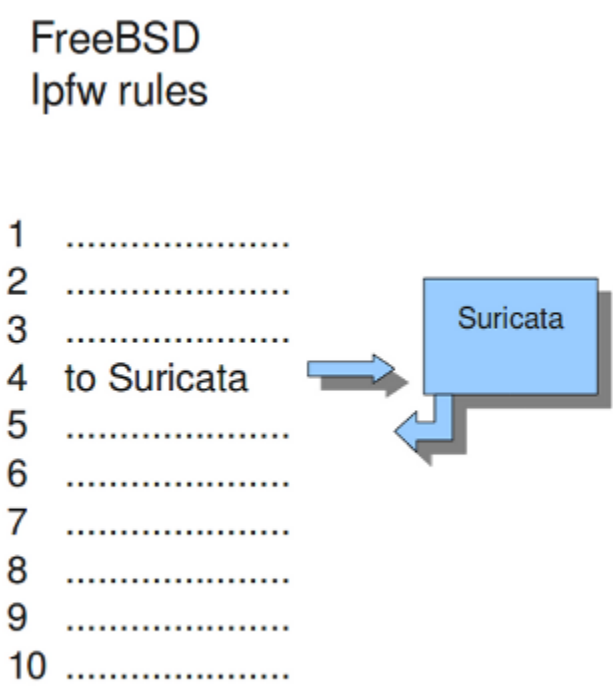 FreeBSD
Ipfw rules
1 .....................
2 .....................
3 .....................
4 to Suricata
Suricata
5 .....................
6 .....................
7 .....................
8 .....................
9 .....................
10 .....................